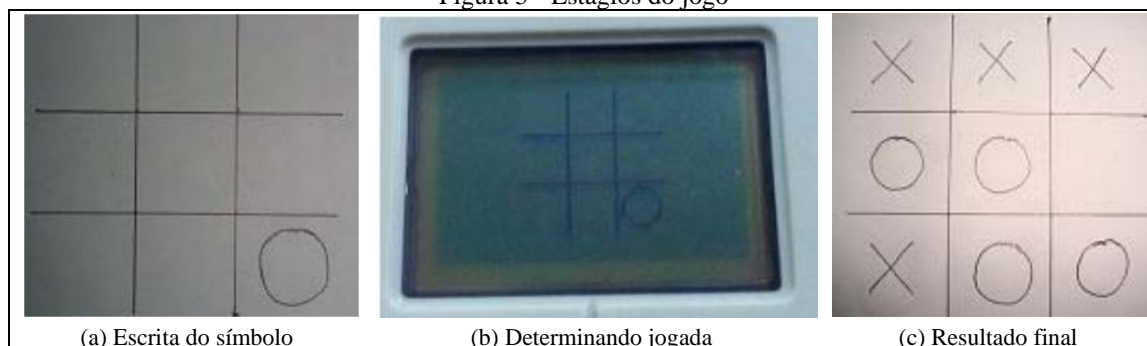 Figura 5 - Estágios do jogo
(a) Escrita do símbolo
(b) Determinando jogada
(c) Resultado final